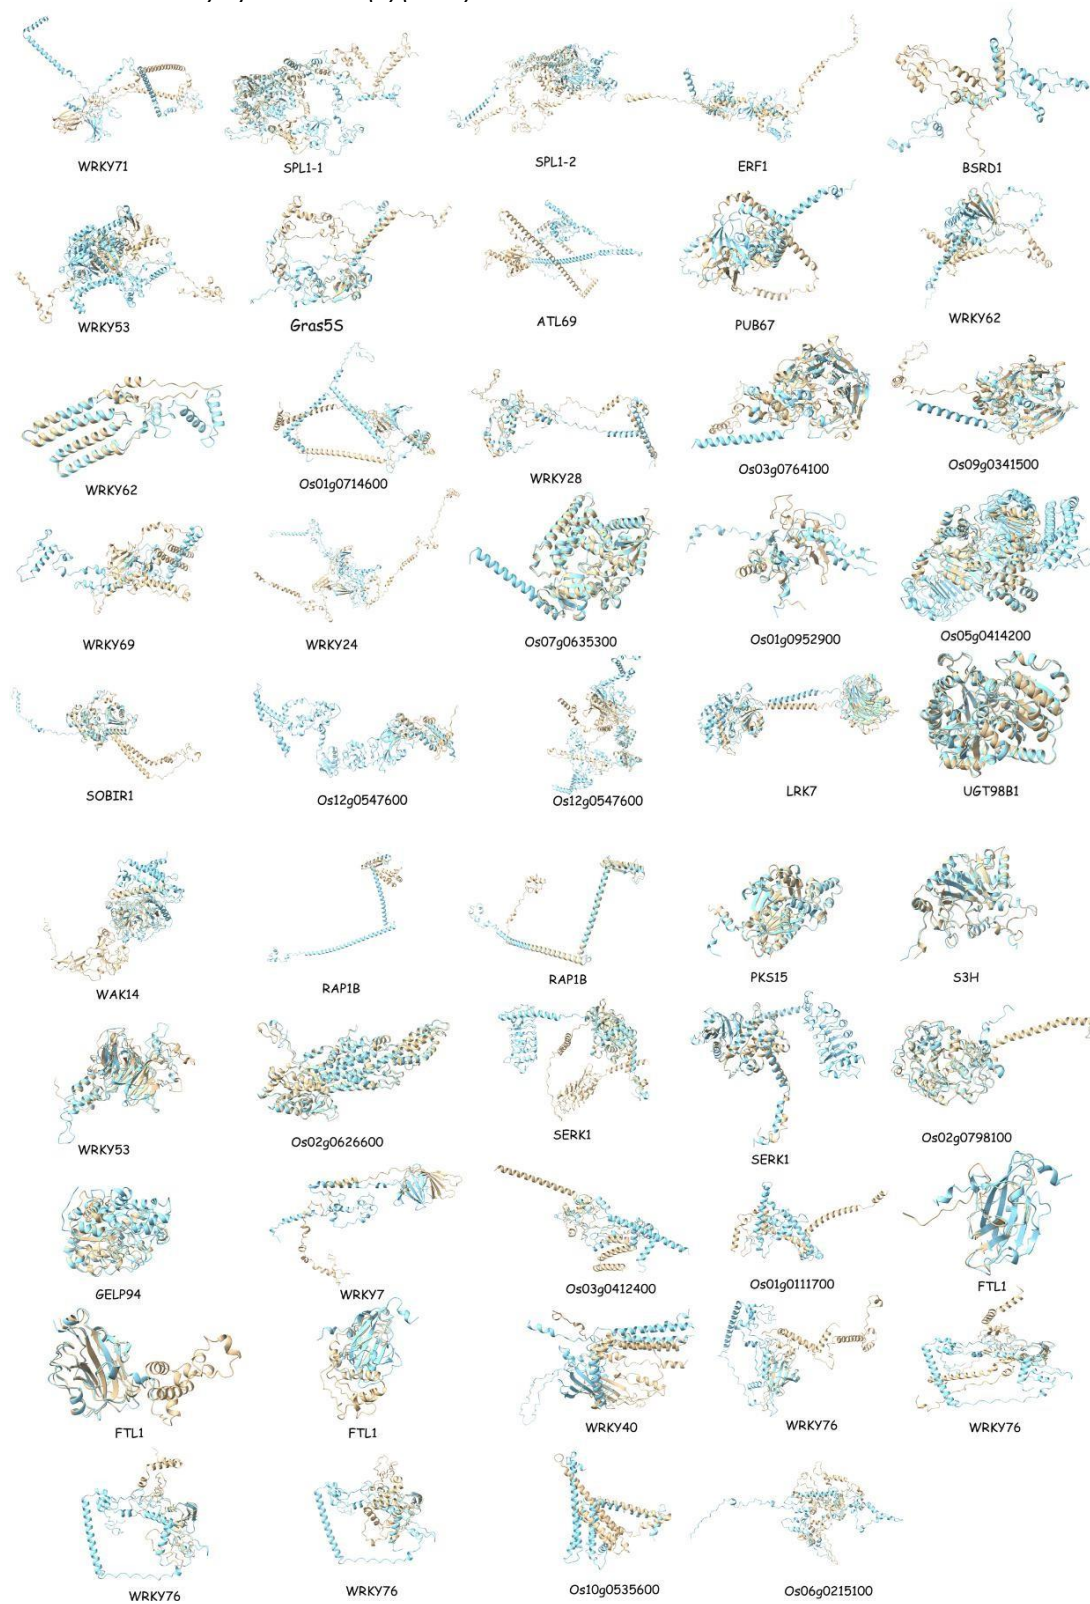 WRKY71 SPL1-1 SPL1-2 ERF1 BSRD1
WRKY53 Gras5S ATL69 PUB67 WRKY62
WRKY62 Os01g0714600 WRKY28 Os03g0764100 Os09g0341500
WRKY69 WRKY24 Os07g0635300 Os01g0952900 Os05g0414200
SOBIR1 Os12g0547600 Os12g0547600 LRK7 UGT98B1
WAK14 RAP1B RAP1B PKS15 S3H
WRKY53 Os02g0626600 SERK1 SERK1 Os02g0798100
GELP94 WRKY7 Os03g0412400 Os01g0111700 FTL1
FTL1 FTL1 WRKY40 WRKY76 WRKY76
WRKY76 WRKY76 Os10g0535600 Os06g0215100